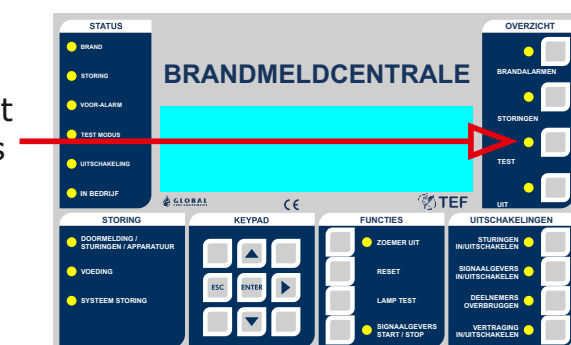 STATUS
BRAND
STORING
VOOR-ALARM
TEST MODUS
UITSCHAKELING
IN BEDRIJF
t
s
BRANDMELDCENTRALE
GLOBAL
FIRE EQUIPMENT
CE
TEF
OVERZICHT
BRANDALARMEN
STORINGEN
TEST
UIT
STORING
DOORMELDING /
STURINGEN / APPARATUUR
VOEDING
SYSTEEM STORING
KEYPAD
ESC
ENTER
FUNCTIES
ZOEMER UIT
RESET
LAMP TEST
SIGNAALGEVERS
START / STOP
UITSCHAKELINGEN
STURINGEN
IN/UITSCHAKELEN
SIGNAALGEVERS
IN/UITSCHAKELEN
DEELNEMERS
OVERBRUGGEN
VERTRAGING
IN/UITSCHAKELEN